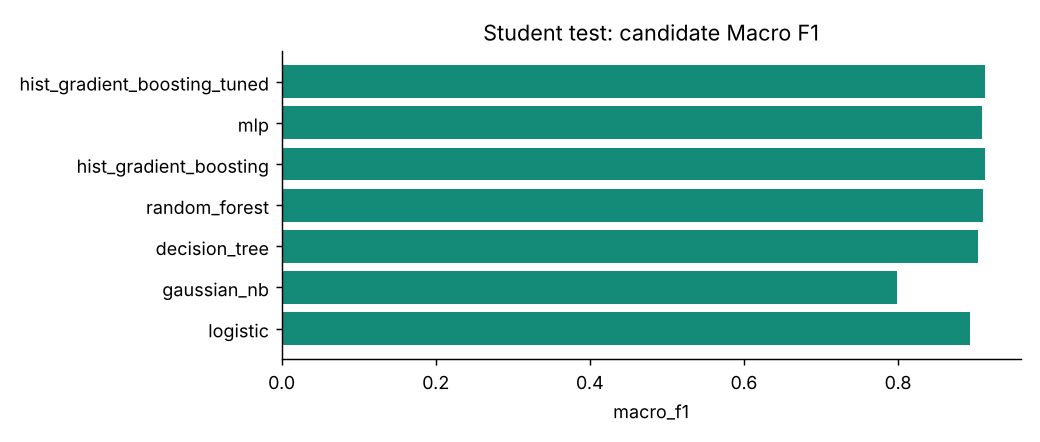 Student test: candidate Macro F1
hist_gradient_boosting_tuned
mlp
hist_gradient_boosting
random_forest
decision_tree
gaussian_nb
logistic
0.0 0.2 0.4 0.6 0.8
macro_f1